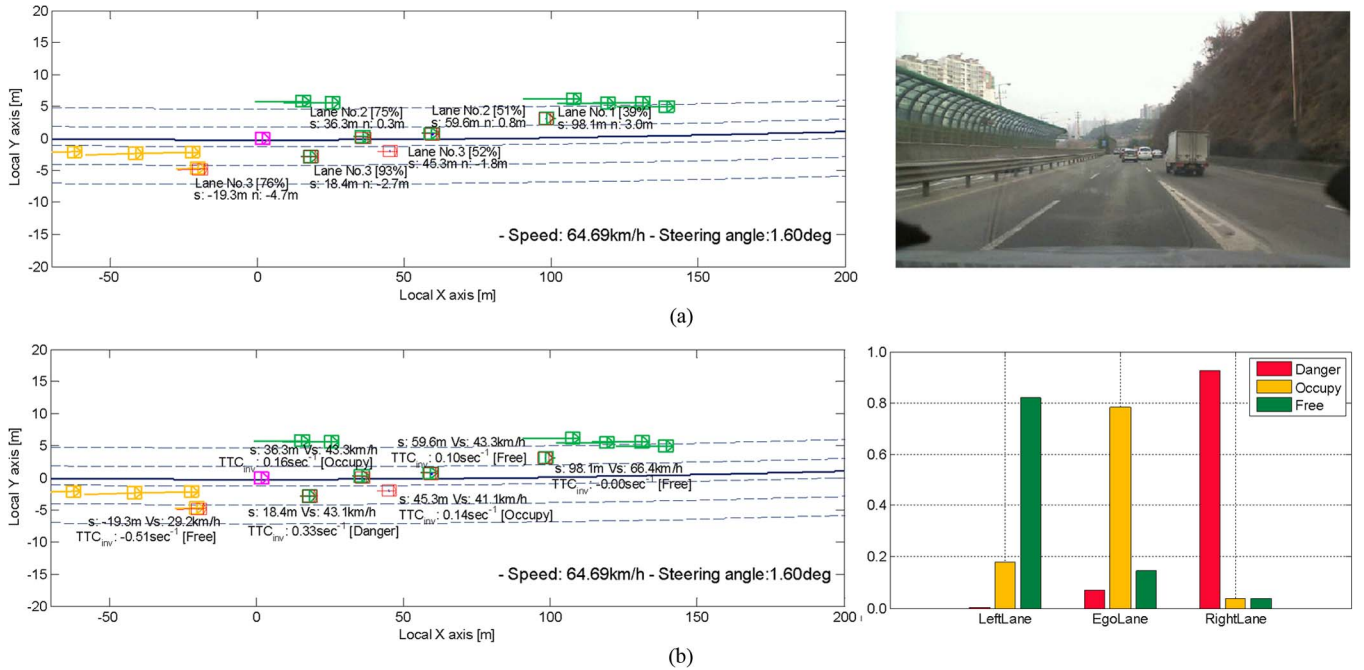 20
15
10
5
0
-5
-10
-15
-20
Local Y axis [m]
Lane No.2 [75%]
s: 36.3m n: 0.3m
Lane No.2 [51%]
s: 59.6m n: 0.8m
Lane No.1 [39%]
s: 98.1m n: 3.0m
Lane No.3 [52%]
s: 45.3m n: -1.8m
Lane No.3 [93%]
s: 18.4m n: -2.7m
Lane No.3 [76%]
s: -19.3m n: -4.7m
- Speed: 64.69km/h - Steering angle:1.60deg
-50 0 50 100 150 200
Local X axis [m]
(a)
20
15
10
5
0
-5
-10
-15
-20
Local Y axis [m]
s: 36.3m Vs: 43.3km/h
TTCinv: 0.16sec-1 [Occupy]
s: 59.6m Vs: 43.3km/h
TTCinv: 0.10sec-1 [Free]
s: 98.1m Vs: 66.4km/h
TTCinv: -0.00sec-1 [Free]
s: 45.3m Vs: 41.1km/h
TTCinv: 0.14sec-1 [Occupy]
s: 18.4m Vs: 43.1km/h
TTCinv: 0.33sec-1 [Danger]
s: -19.3m Vs: 29.2km/h
TTCinv: -0.51sec-1 [Free]
- Speed: 64.69km/h - Steering angle:1.60deg
-50 0 50 100 150 200
Local X axis [m]
1.0
0.8
0.6
0.4
0.2
0.0
Danger
Occupy
Free
LeftLane EgoLane RightLane
(b)